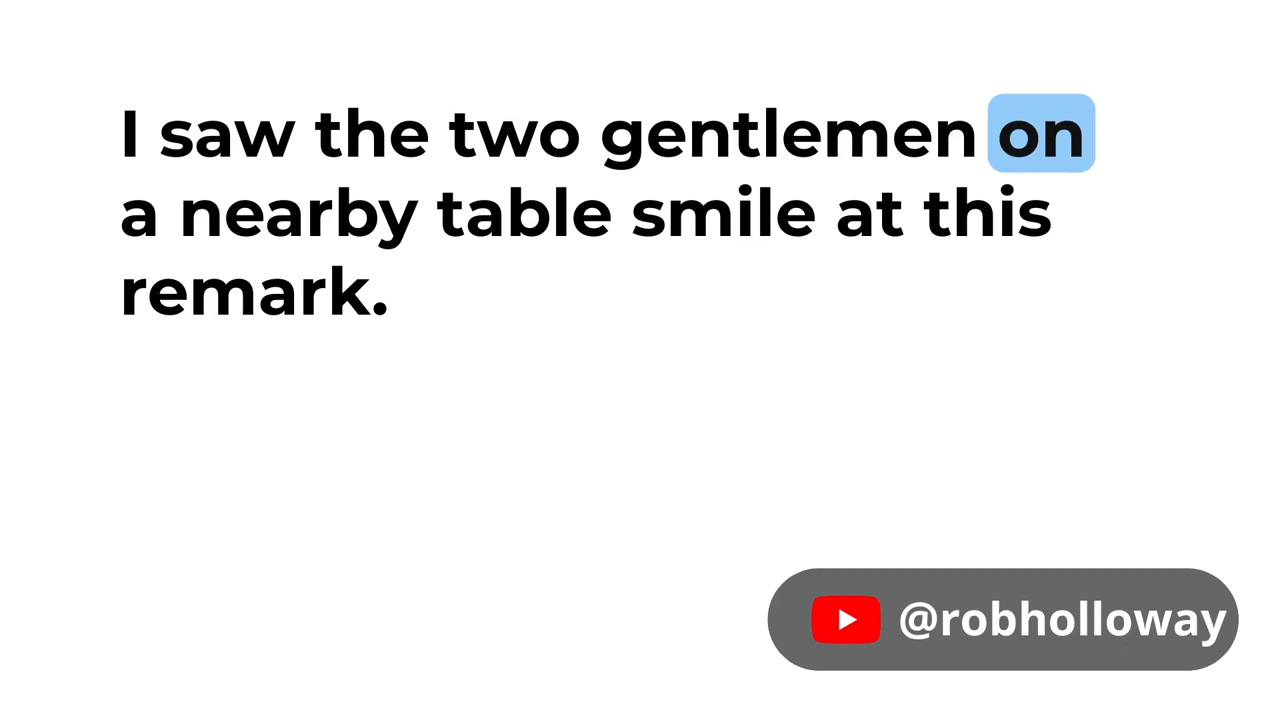 I saw the two gentlemen on
a nearby table smile at this
remark.
@robholloway